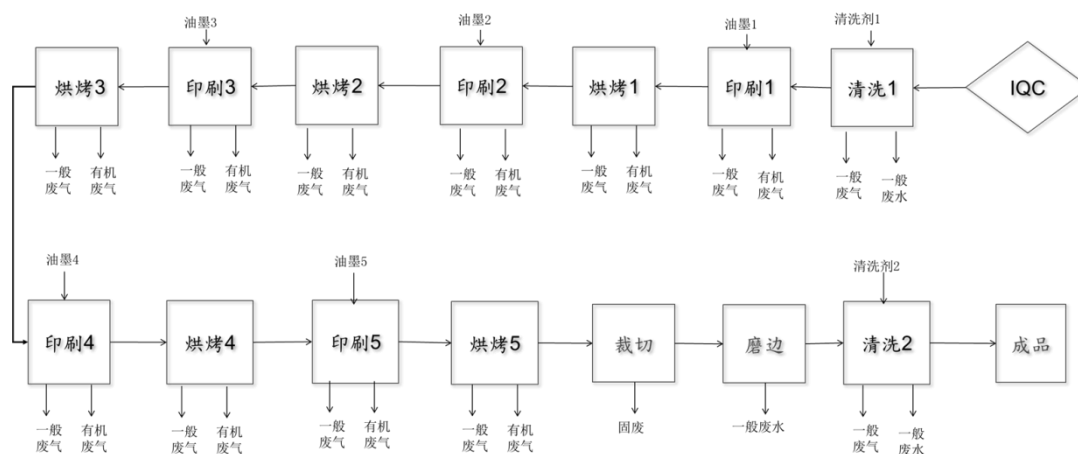 油墨3
油墨2
油墨1
清洗剂1
烘烤3
印刷3
烘烤2
印刷2
烘烤1
印刷1
清洗1
IQC
一般
废气
有机
废气
一般
废气
有机
废气
一般
废气
有机
废气
一般
废气
有机
废气
一般
废气
有机
废气
一般
废气
有机
废气
一般
废气
一般
废水
油墨4
油墨5
清洗剂2
印刷4
烘烤4
印刷5
烘烤5
裁切
磨边
清洗2
成品
一般
废气
有机
废气
一般
废气
有机
废气
一般
废气
有机
废气
一般
废气
有机
废气
固废
一般废水
一般
废气
一般
废水